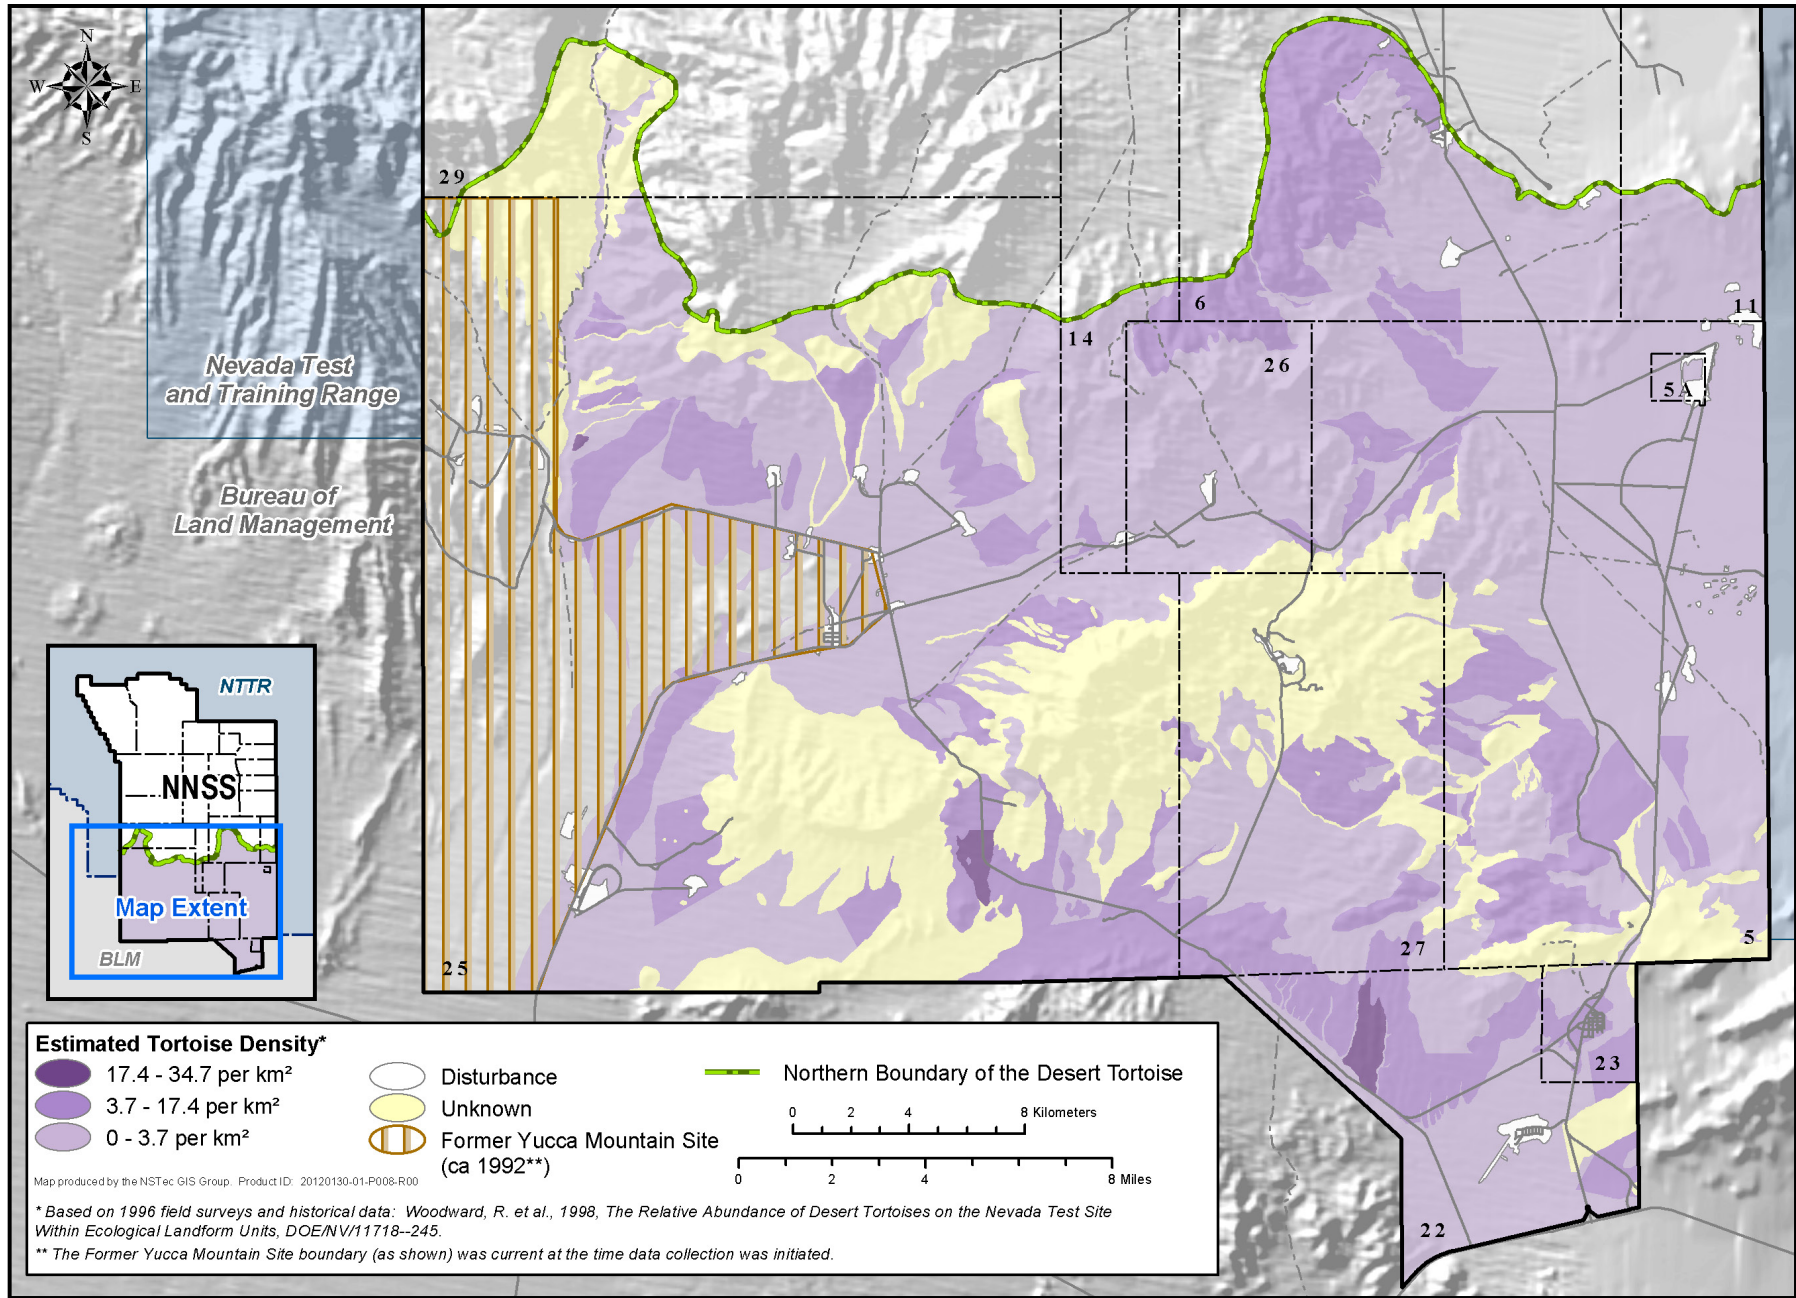 N
W
E
S
29
6
11
14
26
5A
Nevada Test
and Training Range
Bureau of
Land Management
NTTR
NNSS
Map Extent
BLM
25
27
5
23
22
Estimated Tortoise Density*
17.4 - 34.7 per km²
3.7 - 17.4 per km²
0 - 3.7 per km²
Disturbance
Unknown
Former Yucca Mountain Site
(ca 1992**)
Northern Boundary of the Desert Tortoise
0 2 4 8 Kilometers
0 2 4 8 Miles
Map produced by the NSTec GIS Group. Product ID: 20120130-01-P008-R00
* Based on 1996 field surveys and historical data: Woodward, R. et al., 1998, The Relative Abundance of Desert Tortoises on the Nevada Test Site
Within Ecological Landform Units, DOE/NV/11718--245.
** The Former Yucca Mountain Site boundary (as shown) was current at the time data collection was initiated.